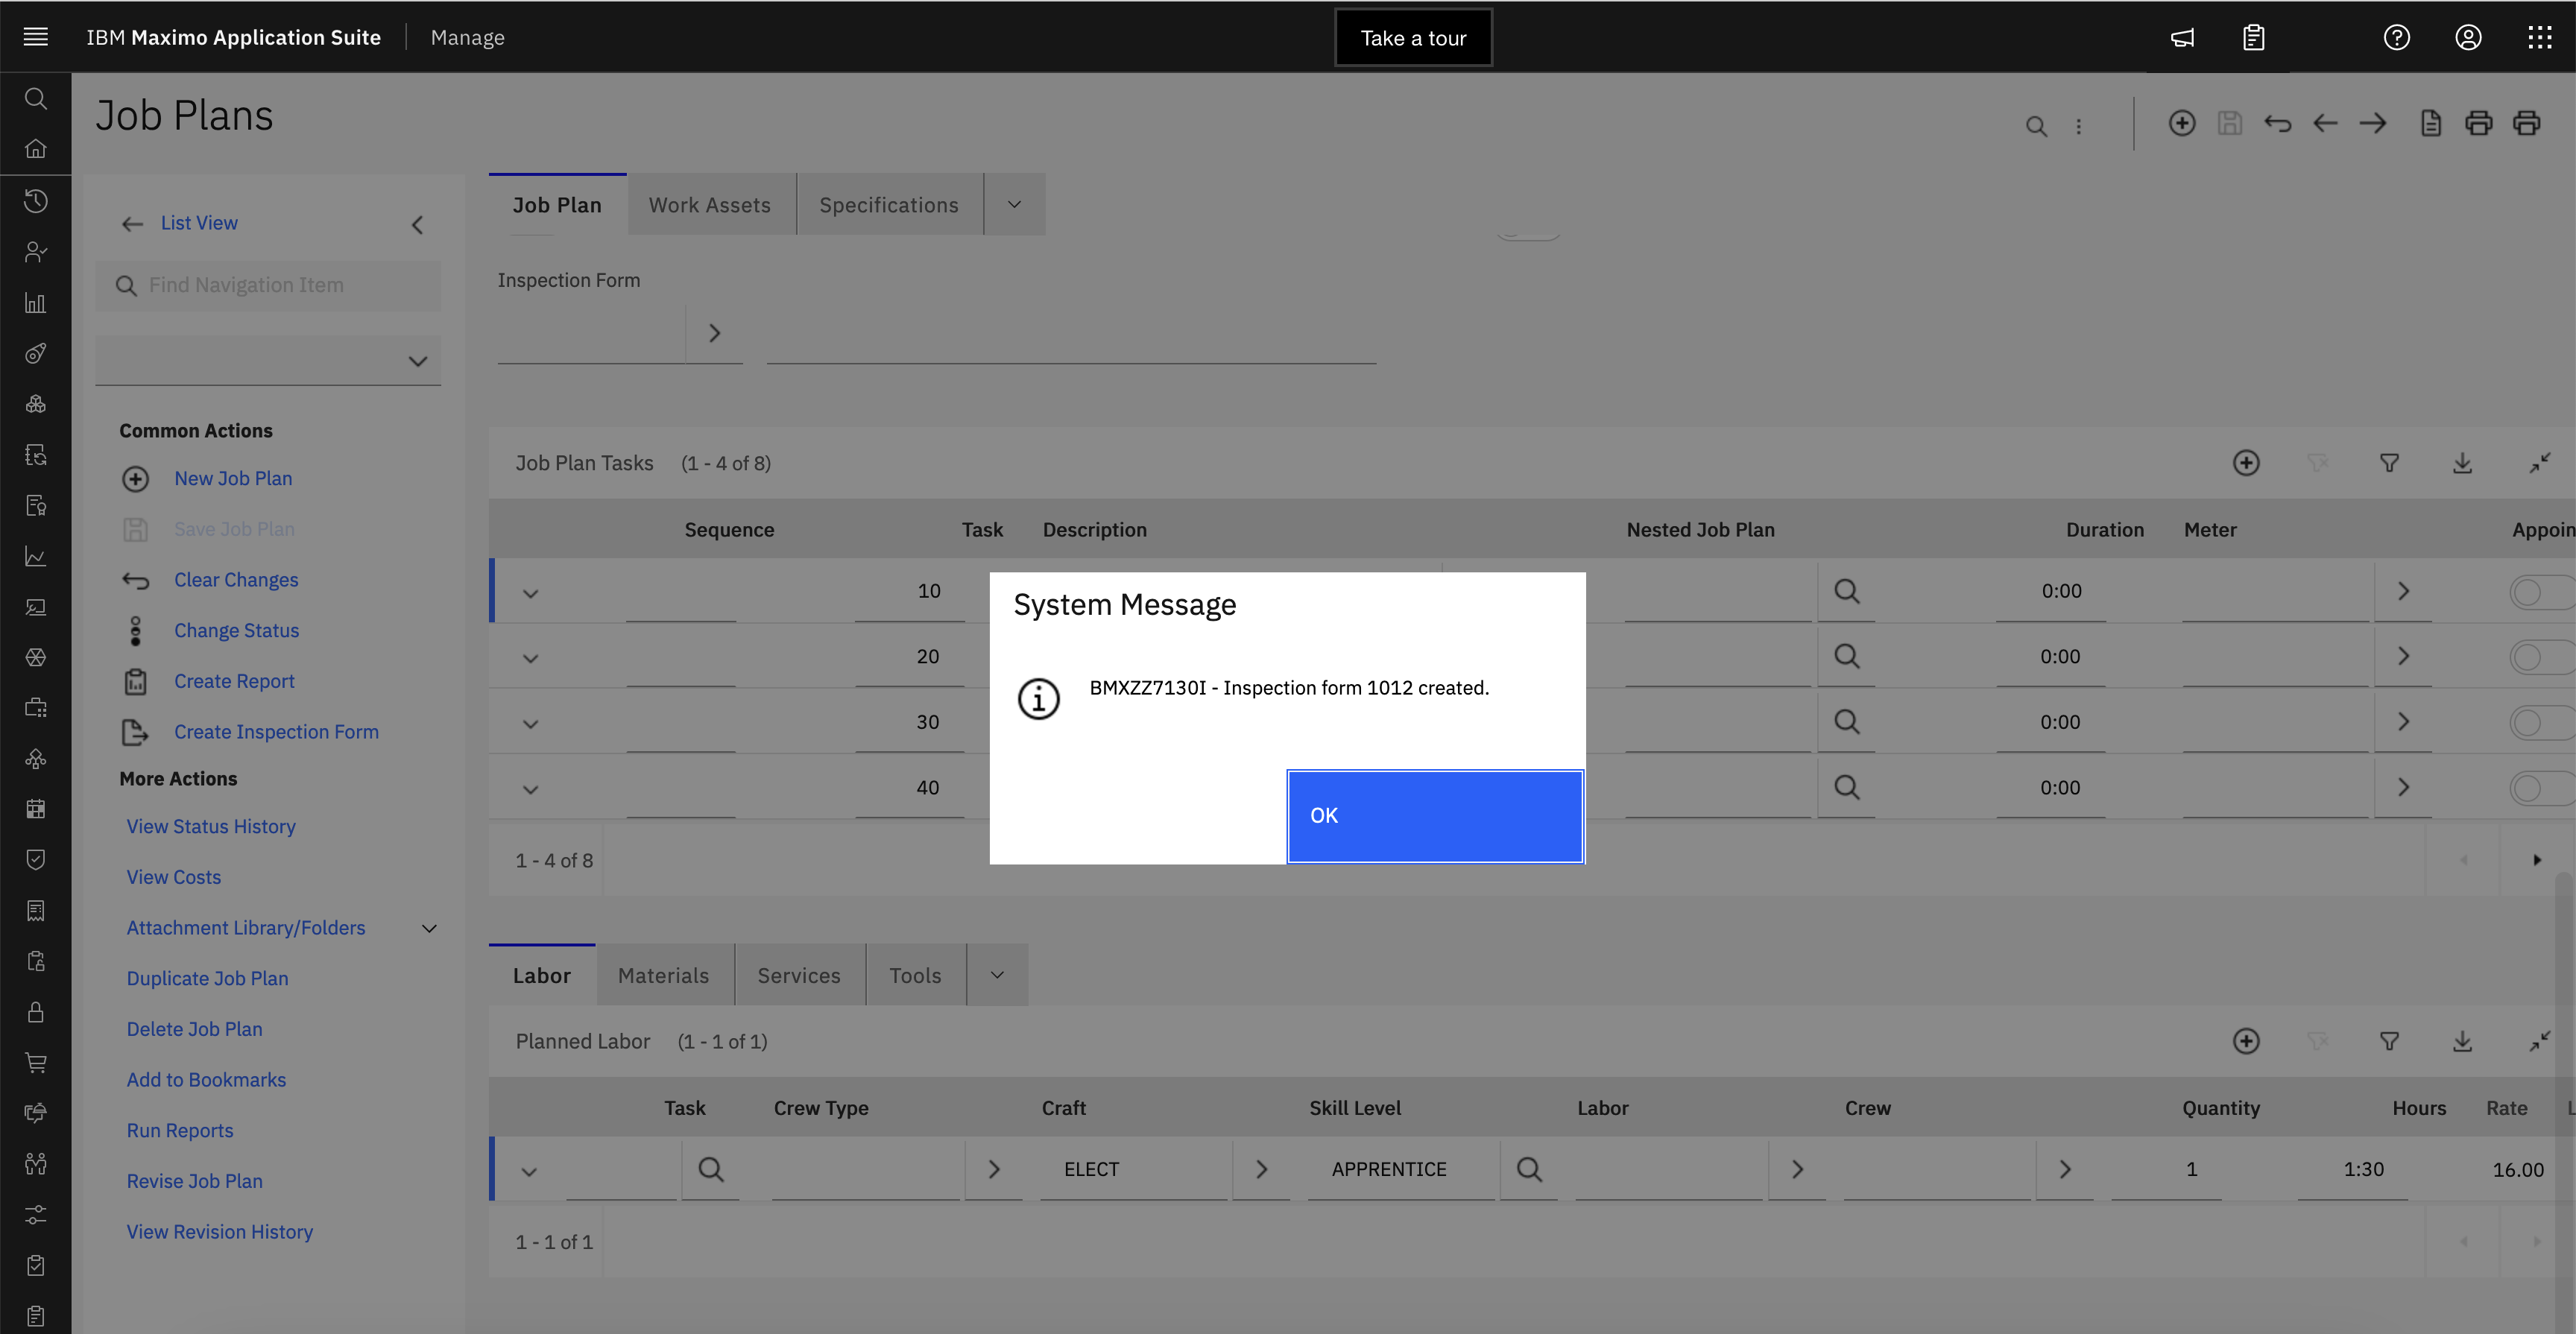 IBM Maximo Application Suite Manage Take a tour
Job Plans
List View
Find Navigation Item
Common Actions
New Job Plan
Save Job Plan
Clear Changes
Change Status
Create Report
Create Inspection Form
More Actions
View Status History
View Costs
Attachment Library/Folders
Duplicate Job Plan
Delete Job Plan
Add to Bookmarks
Run Reports
Revise Job Plan
View Revision History
Job Plan Work Assets Specifications
Inspection Form
Job Plan Tasks (1 - 4 of 8)
Sequence Task Description Nested Job Plan Duration Meter Appoin
10 0:00
20 0:00
30 0:00
40 0:00
1 - 4 of 8
System Message
BMXZZ7130I - Inspection form 1012 created.
OK
Labor Materials Services Tools
Planned Labor (1 - 1 of 1)
Task Crew Type Craft Skill Level Labor Crew Quantity Hours Rate L
ELECT APPRENTICE 1 1:30 16.00
1 - 1 of 1